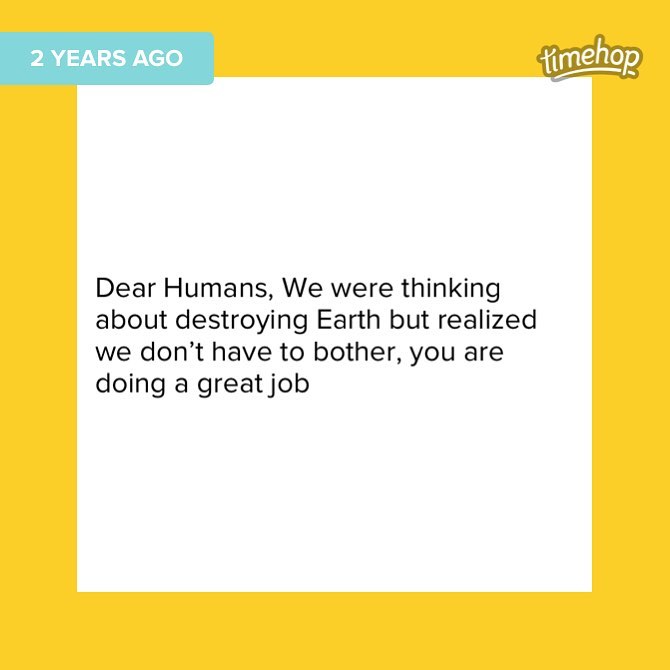 2 YEARS AGO
timehop
Dear Humans, We were thinking
about destroying Earth but realized
we don’t have to bother, you are
doing a great job